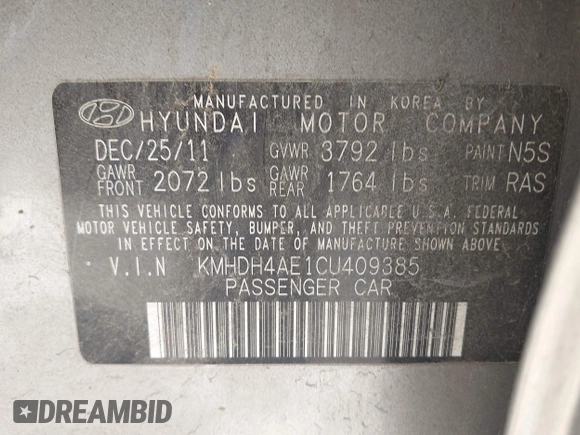 MANUFACTURED IN KOREA BY
HYUNDAI MOTOR COMPANY
DEC/25/11 GVWR 3792 lbs PAINT N5S
GAWR FRONT 2072 lbs GAWR REAR 1764 lbs TRIM RAS
THIS VEHICLE CONFORMS TO ALL APPLICABLE U.S.A. FEDERAL
MOTOR VEHICLE SAFETY, BUMPER, AND THEFT PREVENTION
STANDARDS IN EFFECT ON THE DATE OF MANUFACTURE SHOWN ABOVE.
V.I.N KMHDH4AE1CU409385
PASSENGER CAR
DREAMBID